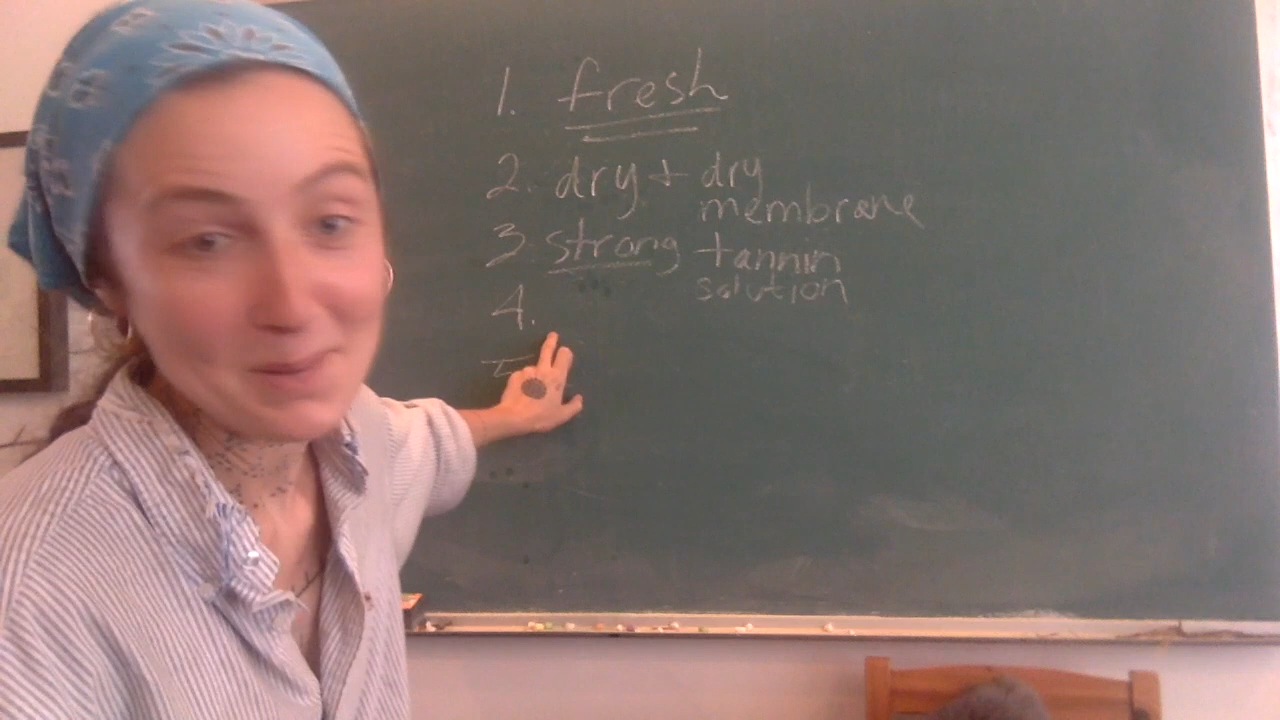 1. fresh
2. dry + dry
membrane
3 strong tannin
solution
4.